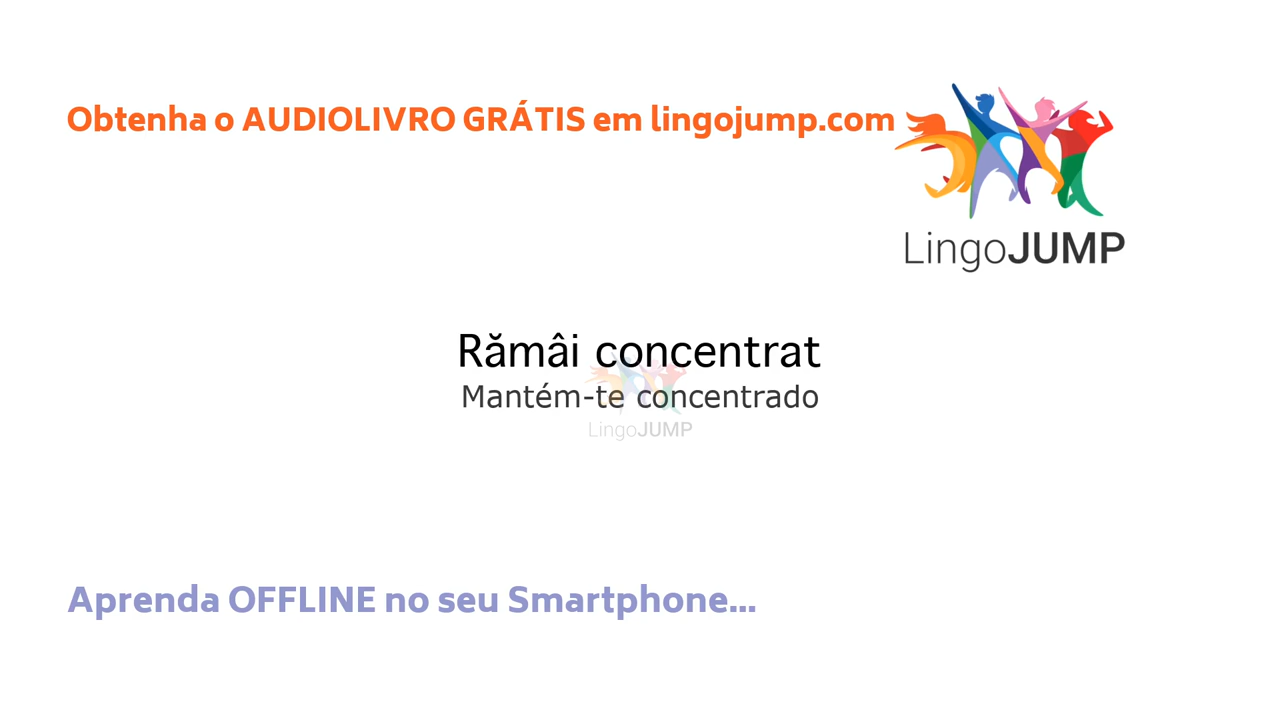 Obtenha o AUDIOLIVRO GRÁTIS em lingojump.com
LingoJUMP
Rămâi concentrat
Mantém-te concentrado
LingoJUMP
Aprenda OFFLINE no seu Smartphone...